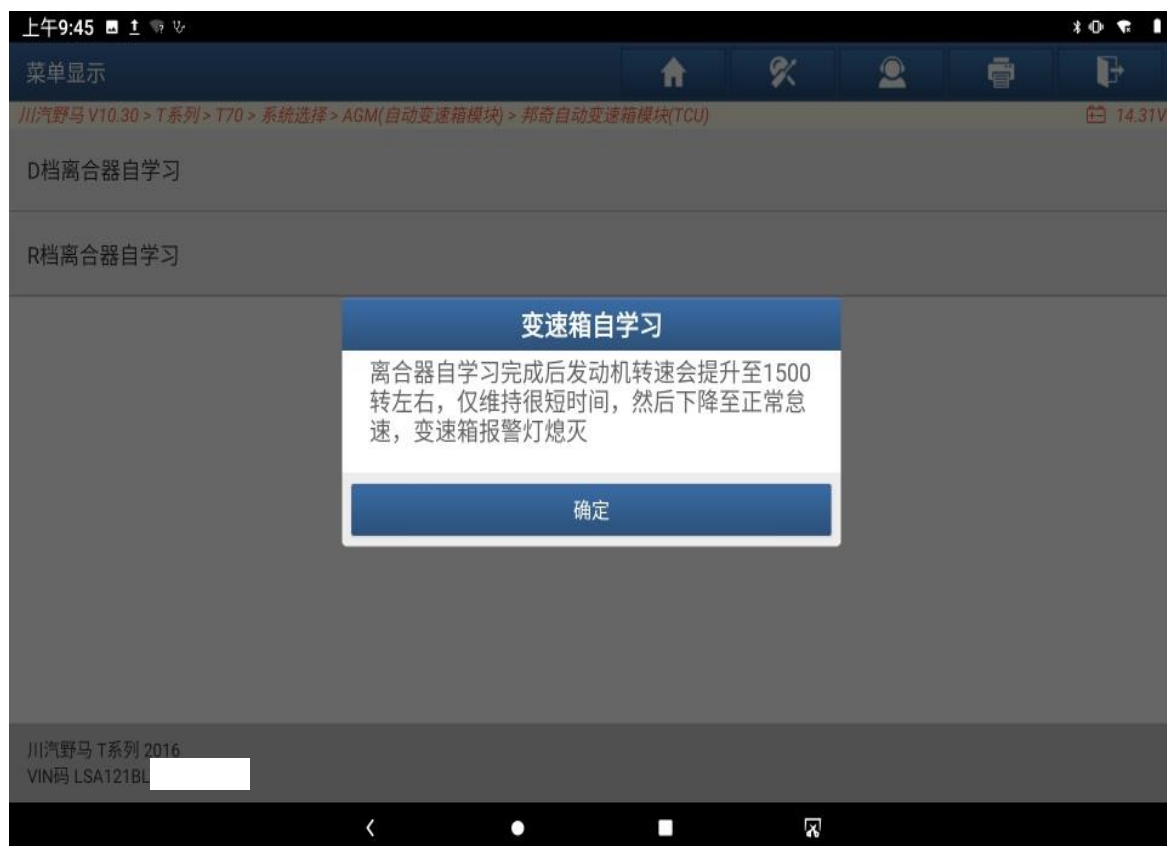 上午9:45
菜单显示
川汽野马 V10.30 > T系列 > T70 > 系统选择 > AGM(自动变速箱模块) > 邦奇自动变速箱模块(TCU)
14.31V
D档离合器自学习
R档离合器自学习
变速箱自学习
离合器自学习完成后发动机转速会提升至1500
转左右，仅维持很短时间，然后下降至正常怠
速，变速箱报警灯熄灭
确定
川汽野马 T系列 2016
VIN码 LSA121BL